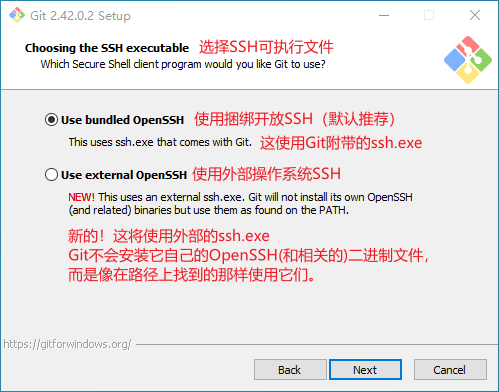 Git 2.42.0.2 Setup
Choosing the SSH executable 选择SSH可执行文件
Which Secure Shell client program would you like Git to use?
Use bundled OpenSSH 使用捆绑开放SSH（默认推荐）
This uses ssh.exe that comes with Git. 这使用Git附带的ssh.exe
Use external OpenSSH 使用外部操作系统SSH
NEW! This uses an external ssh.exe. Git will not install its own OpenSSH
(and related) binaries but use them as found on the PATH.
新的！这将使用外部的ssh.exe
Git不会安装它自己的OpenSSH(和相关的)二进制文件，
而是像在路径上找到的那样使用它们。
https://gitforwindows.org/
Back Next Cancel